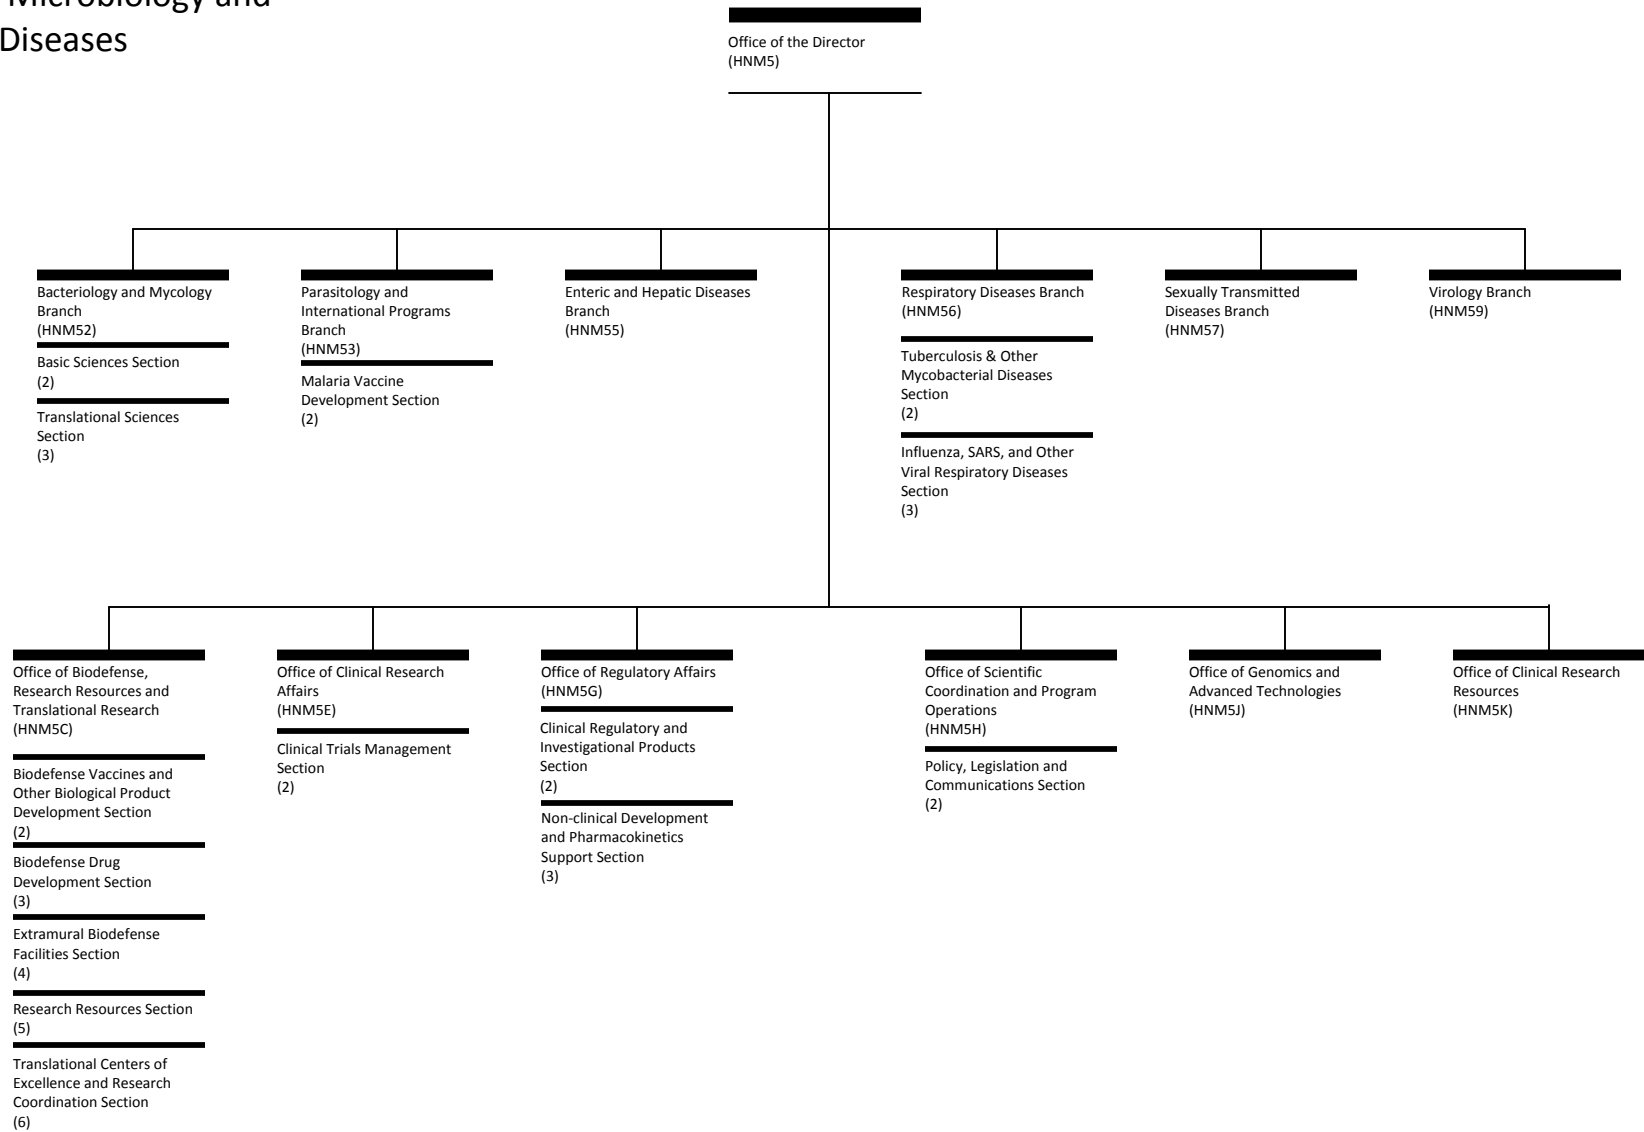 Microbiology and
Diseases
Office of the Director
(HNM5)
Bacteriology and Mycology
Branch
(HNM52)
Basic Sciences Section
(2)
Translational Sciences
Section
(3)
Parasitology and
International Programs
Branch
(HNM53)
Malaria Vaccine
Development Section
(2)
Enteric and Hepatic Diseases
Branch
(HNM55)
Respiratory Diseases Branch
(HNM56)
Tuberculosis & Other
Mycobacterial Diseases
Section
(2)
Influenza, SARS, and Other
Viral Respiratory Diseases
Section
(3)
Sexually Transmitted
Diseases Branch
(HNM57)
Virology Branch
(HNM59)
Office of Biodefense,
Research Resources and
Translational Research
(HNM5C)
Biodefense Vaccines and
Other Biological Product
Development Section
(2)
Biodefense Drug
Development Section
(3)
Extramural Biodefense
Facilities Section
(4)
Research Resources Section
(5)
Translational Centers of
Excellence and Research
Coordination Section
(6)
Office of Clinical Research
Affairs
(HNM5E)
Clinical Trials Management
Section
(2)
Office of Regulatory Affairs
(HNM5G)
Clinical Regulatory and
Investigational Products
Section
(2)
Non-clinical Development
and Pharmacokinetics
Support Section
(3)
Office of Scientific
Coordination and Program
Operations
(HNM5H)
Policy, Legislation and
Communications Section
(2)
Office of Genomics and
Advanced Technologies
(HNM5J)
Office of Clinical Research
Resources
(HNM5K)